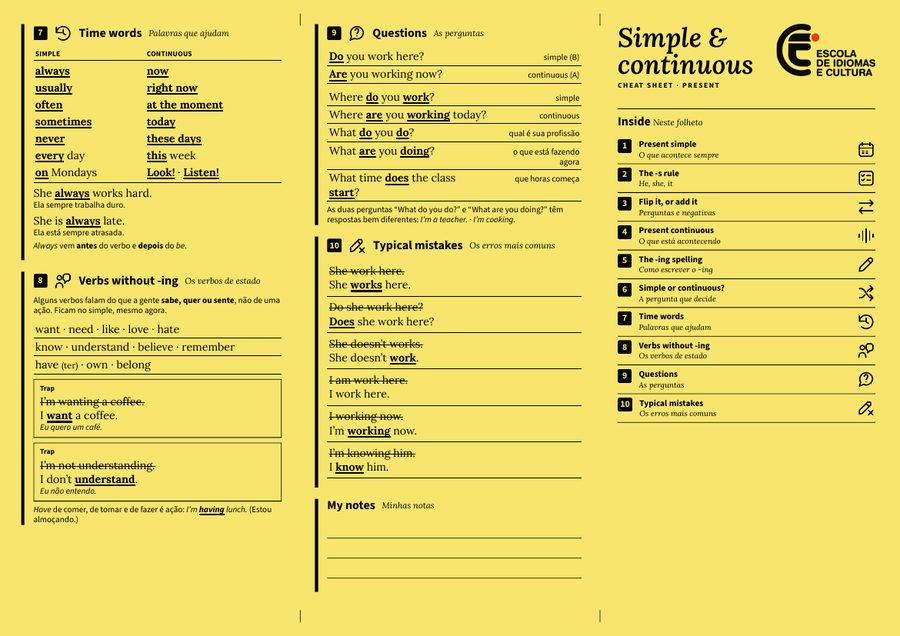 7 Time words Palavras que ajudam
SIMPLE CONTINUOUS
always now
usually right now
often at the moment
sometimes today
never these days
every day this week
on Mondays Look! · Listen!
She always works hard.
Ela sempre trabalha duro.
She is always late.
Ela está sempre atrasada.
Always vem antes do verbo e depois do be.
8 Verbs without -ing Os verbos de estado
Alguns verbos falam do que a gente sabe, quer ou sente, não de uma
ação. Ficam no simple, mesmo agora.
want · need · like · love · hate
know · understand · believe · remember
have (ter) · own · belong
Trap
I'm wanting a coffee.
I want a coffee.
Eu quero um café.
Trap
I'm not understanding.
I don't understand.
Eu não entendo.
Have de comer, de tomar e de fazer é ação: I'm having lunch. (Estou
almoçando.)
9 Questions As perguntas
Do you work here? simple (B)
Are you working now? continuous (A)
Where do you work? simple
Where are you working today? continuous
What do you do? qual é sua profissão
What are you doing? o que está fazendo
agora
What time does the class que horas começa
start?
As duas perguntas “What do you do?” e “What are you doing?” têm
respostas bem diferentes: I'm a teacher. · I'm cooking.
10 Typical mistakes Os erros mais comuns
She work here.
She works here.
Do she work here?
Does she work here?
She doesn't works.
She doesn't work.
I am work here.
I work here.
I working now.
I'm working now.
I'm knowing him.
I know him.
My notes Minhas notas
Simple &
continuous
CHEAT SHEET · PRESENT
ESCOLA
DE IDIOMAS
E CULTURA
Inside Neste folheto
1 Present simple
O que acontece sempre
2 The -s rule
He, she, it
3 Flip it, or add it
Perguntas e negativas
4 Present continuous
O que está acontecendo
5 The -ing spelling
Como escrever o -ing
6 Simple or continuous?
A pergunta que decide
7 Time words
Palavras que ajudam
8 Verbs without -ing
Os verbos de estado
9 Questions
As perguntas
10 Typical mistakes
Os erros mais comuns